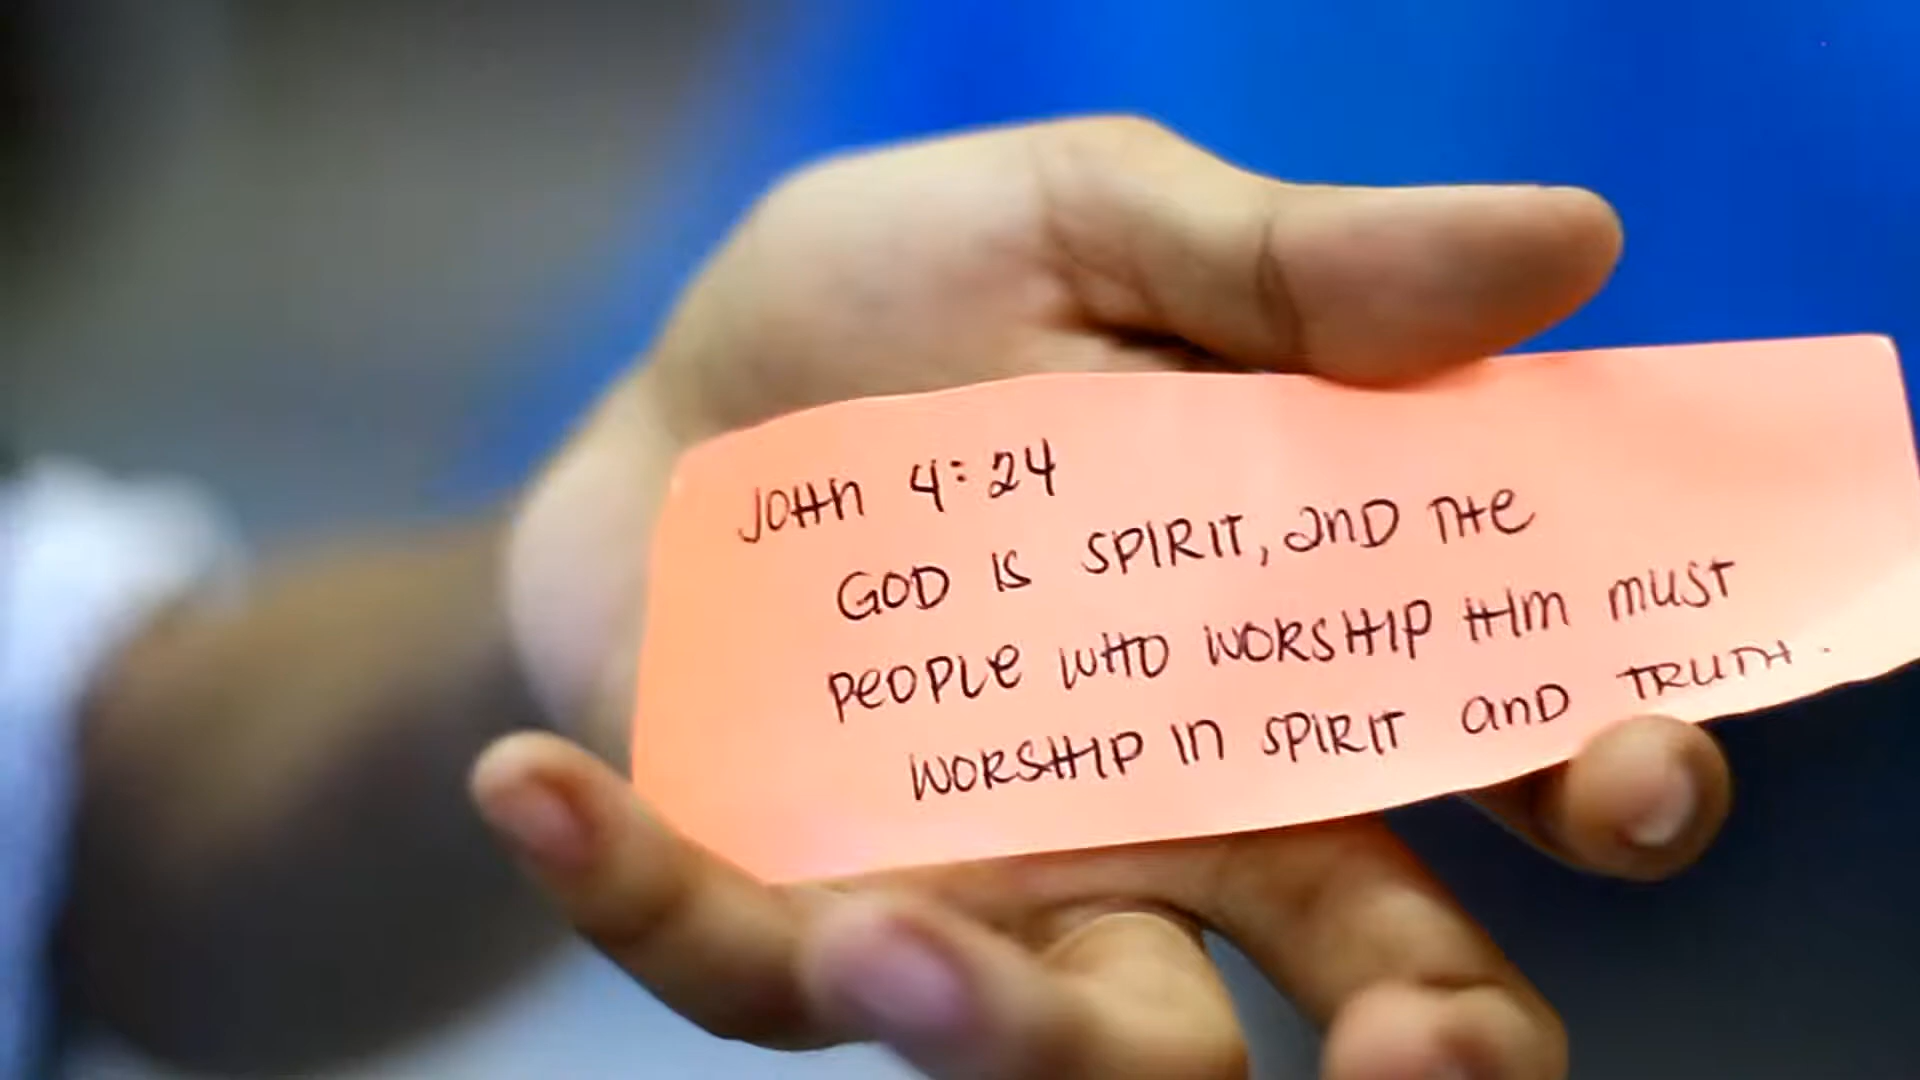 JOHn 4:24
GOD IS SPIRIT, anD THe
PeOPLe WHO WORSHIP HIm mUST
WORSHIP In SPIRIT anD TRUTH.